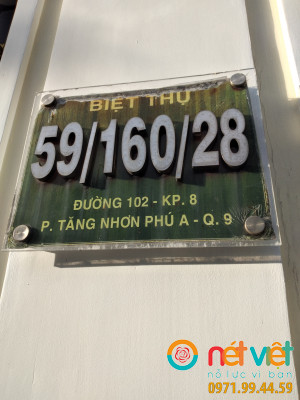 BIỆT THỰ
59/160/28
ĐƯỜNG 102 - KP. 8
P. TĂNG NHƠN PHÚ A - Q. 9
nét việt
nỗ lực vì bạn
0971.99.44.59